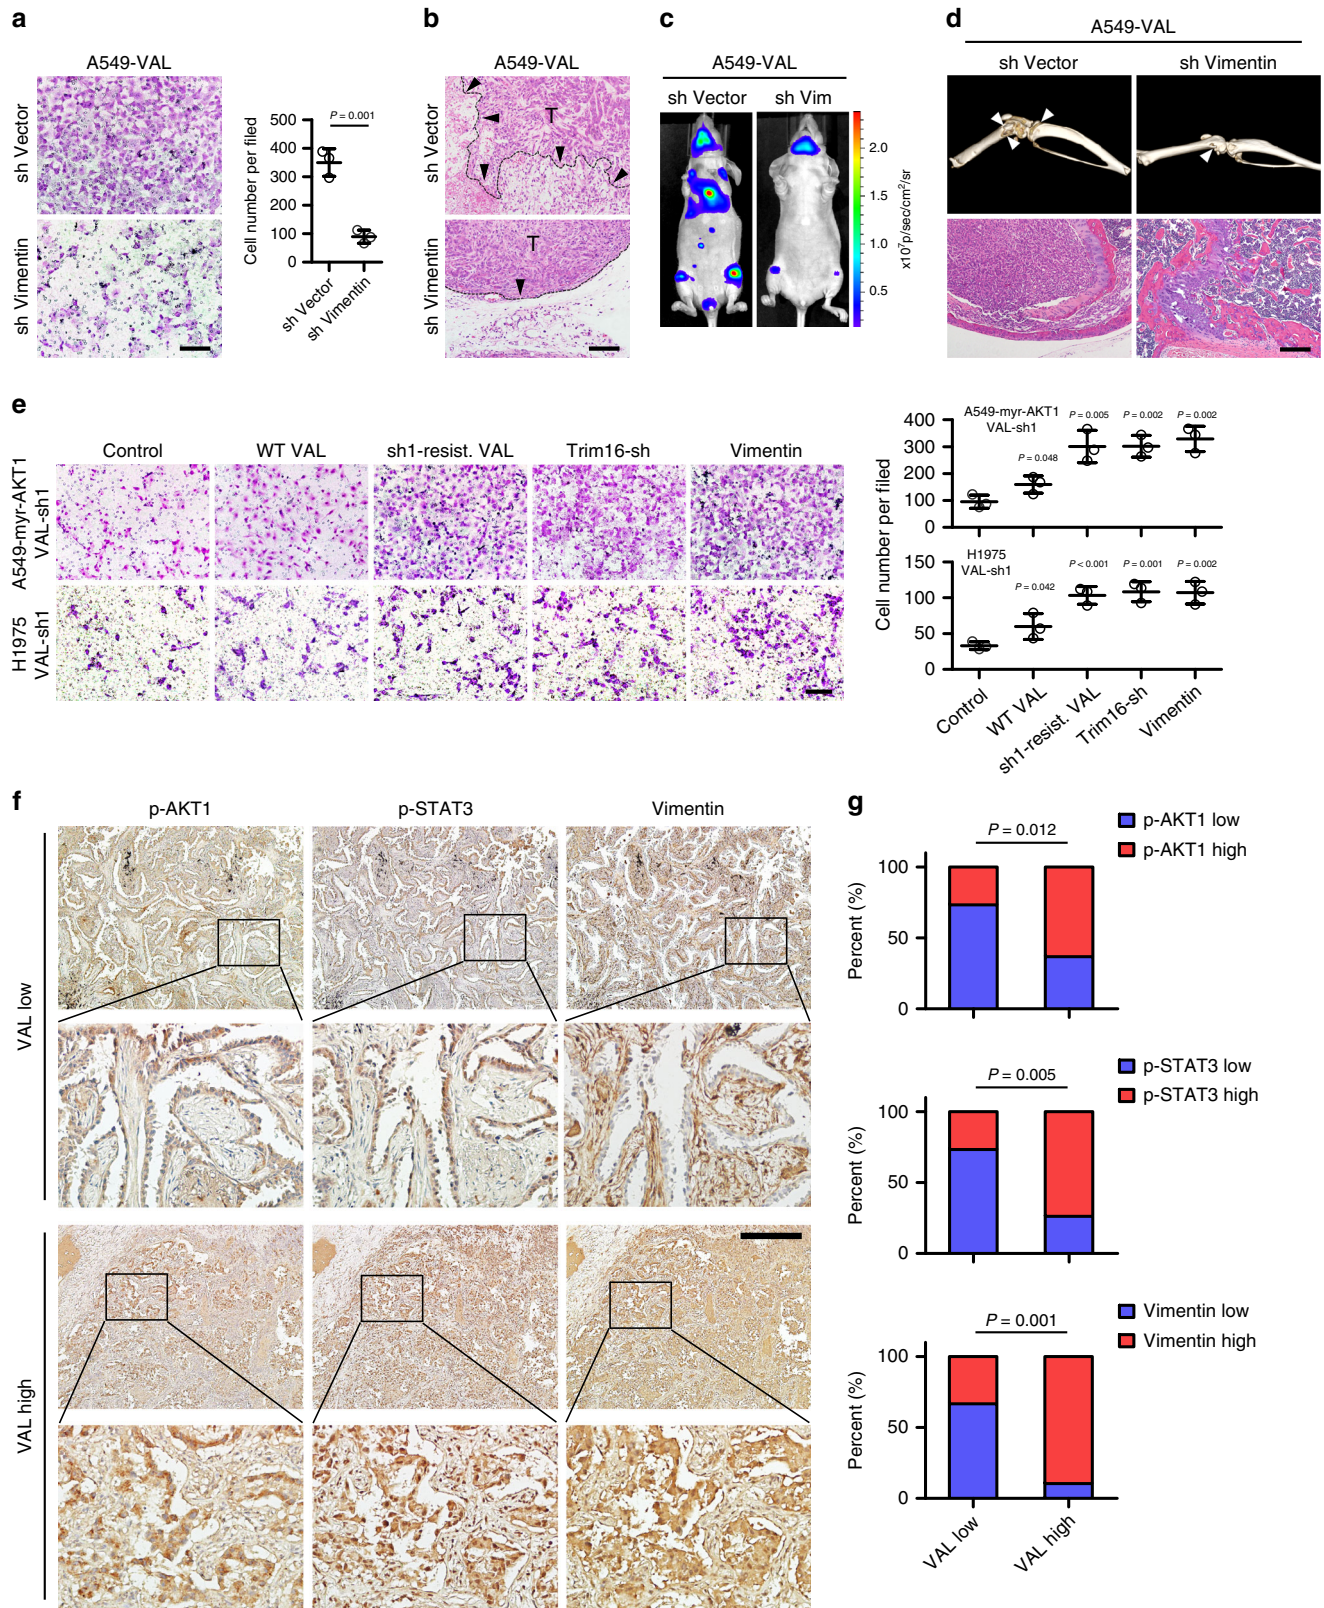 a
A549-VAL
sh Vector
sh Vimentin
Cell number per filed
500
400
300
200
100
0
P = 0.001
sh Vector
sh Vimentin
b
A549-VAL
sh Vector
sh Vimentin
T
T
c
A549-VAL
sh Vector
sh Vim
2.0
1.5
1.0
0.5
d
A549-VAL
sh Vector
sh Vimentin
e
Control
WT VAL
sh1-resist. VAL
Trim16-sh
Vimentin
A549-myr-AKT1
VAL-sh1
H1975
VAL-sh1
Cell number per filed
400
300
200
100
0
A549-myr-AKT1
VAL-sh1
P = 0.048
P = 0.005
P = 0.002
P = 0.002
150
100
50
0
H1975
VAL-sh1
P = 0.042
P < 0.001
P = 0.001
P = 0.002
Control
WT VAL
sh1-resist. VAL
Trim16-sh
Vimentin
f
p-AKT1
p-STAT3
Vimentin
VAL low
VAL high
g
P = 0.012
p-AKT1 low
p-AKT1 high
Percent (%)
100
50
0
P = 0.005
p-STAT3 low
p-STAT3 high
Percent (%)
100
50
0
P = 0.001
Vimentin low
Vimentin high
Percent (%)
100
50
0
VAL low
VAL high